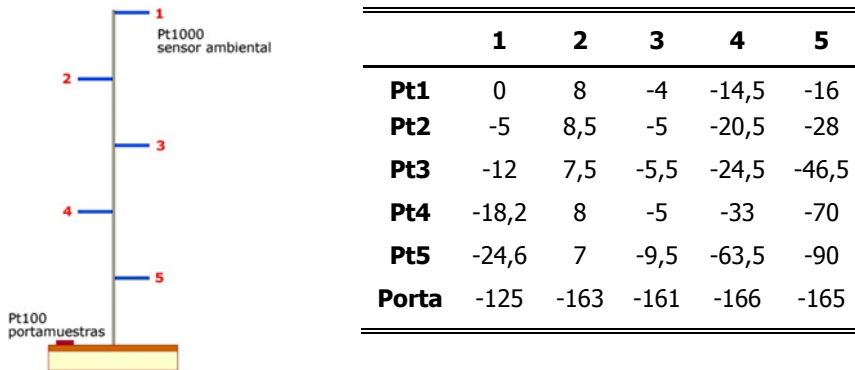 1
Pt1000
sensor ambiental
2
3
4
5
Pt100
portamuestras
1 2 3 4 5
Pt1 0 8 -4 -14,5 -16
Pt2 -5 8,5 -5 -20,5 -28
Pt3 -12 7,5 -5,5 -24,5 -46,5
Pt4 -18,2 8 -5 -33 -70
Pt5 -24,6 7 -9,5 -63,5 -90
Porta -125 -163 -161 -166 -165